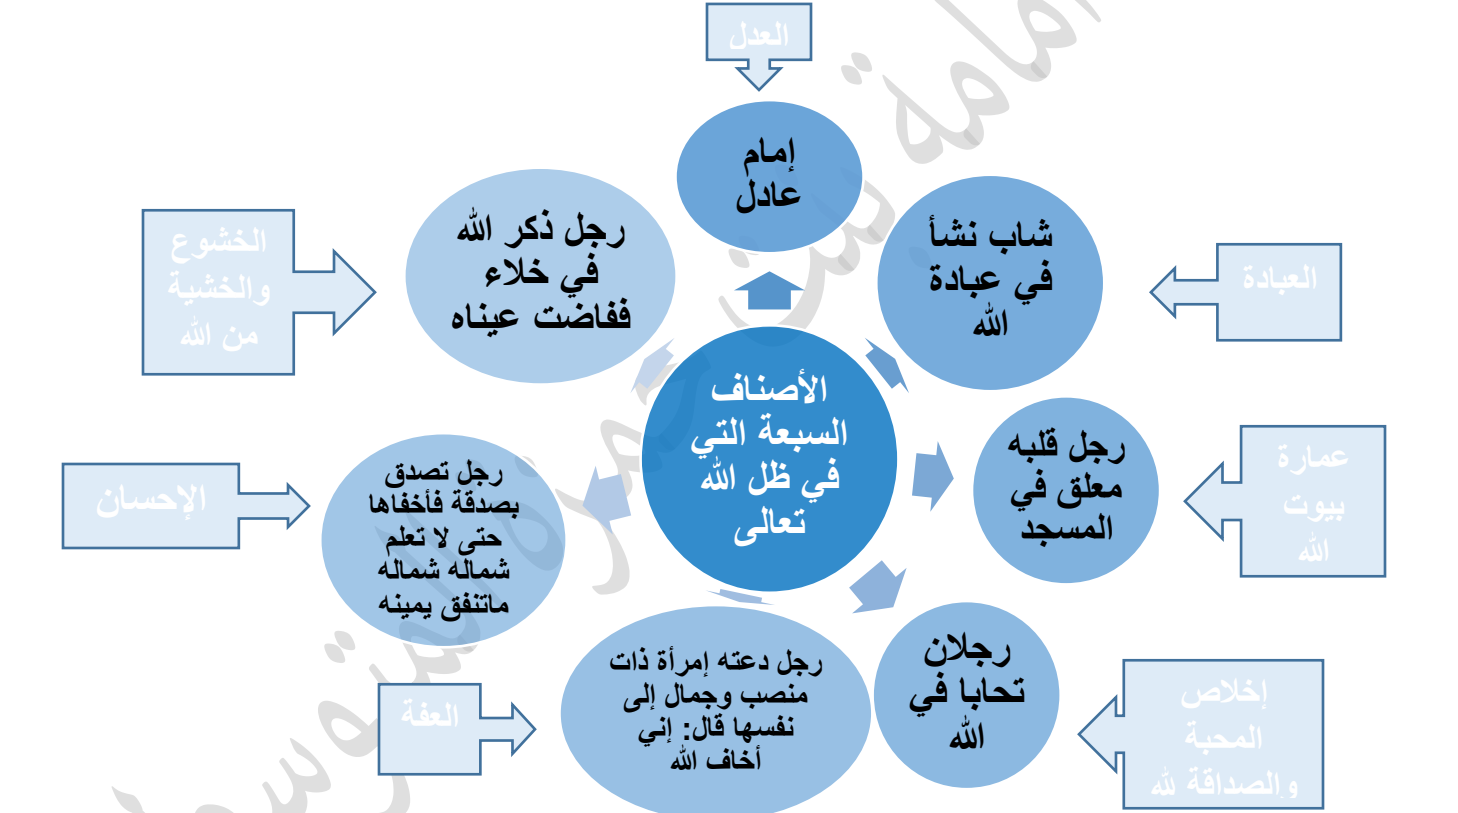 العدل
إمام
عادل
شاب نشأ
في عبادة
الله
العبادة
رجل قلبه
معلق في
المسجد
عمارة
بيوت
الله
رجلان
تحابا في
الله
إخلاص
المحبة
والصداقة لله
رجل دعته إمرأة ذات
منصب وجمال إلى
نفسها قال: إني
أخاف الله
العفة
رجل تصدق
بصدقة فأخفاها
حتى لا تعلم
شماله شماله
ماتنفق يمينه
الإحسان
رجل ذكر الله
في خلاء
ففاضت عيناه
الخشوع
والخشية
من الله
الأصناف
السبعة التي
في ظل الله
تعالى